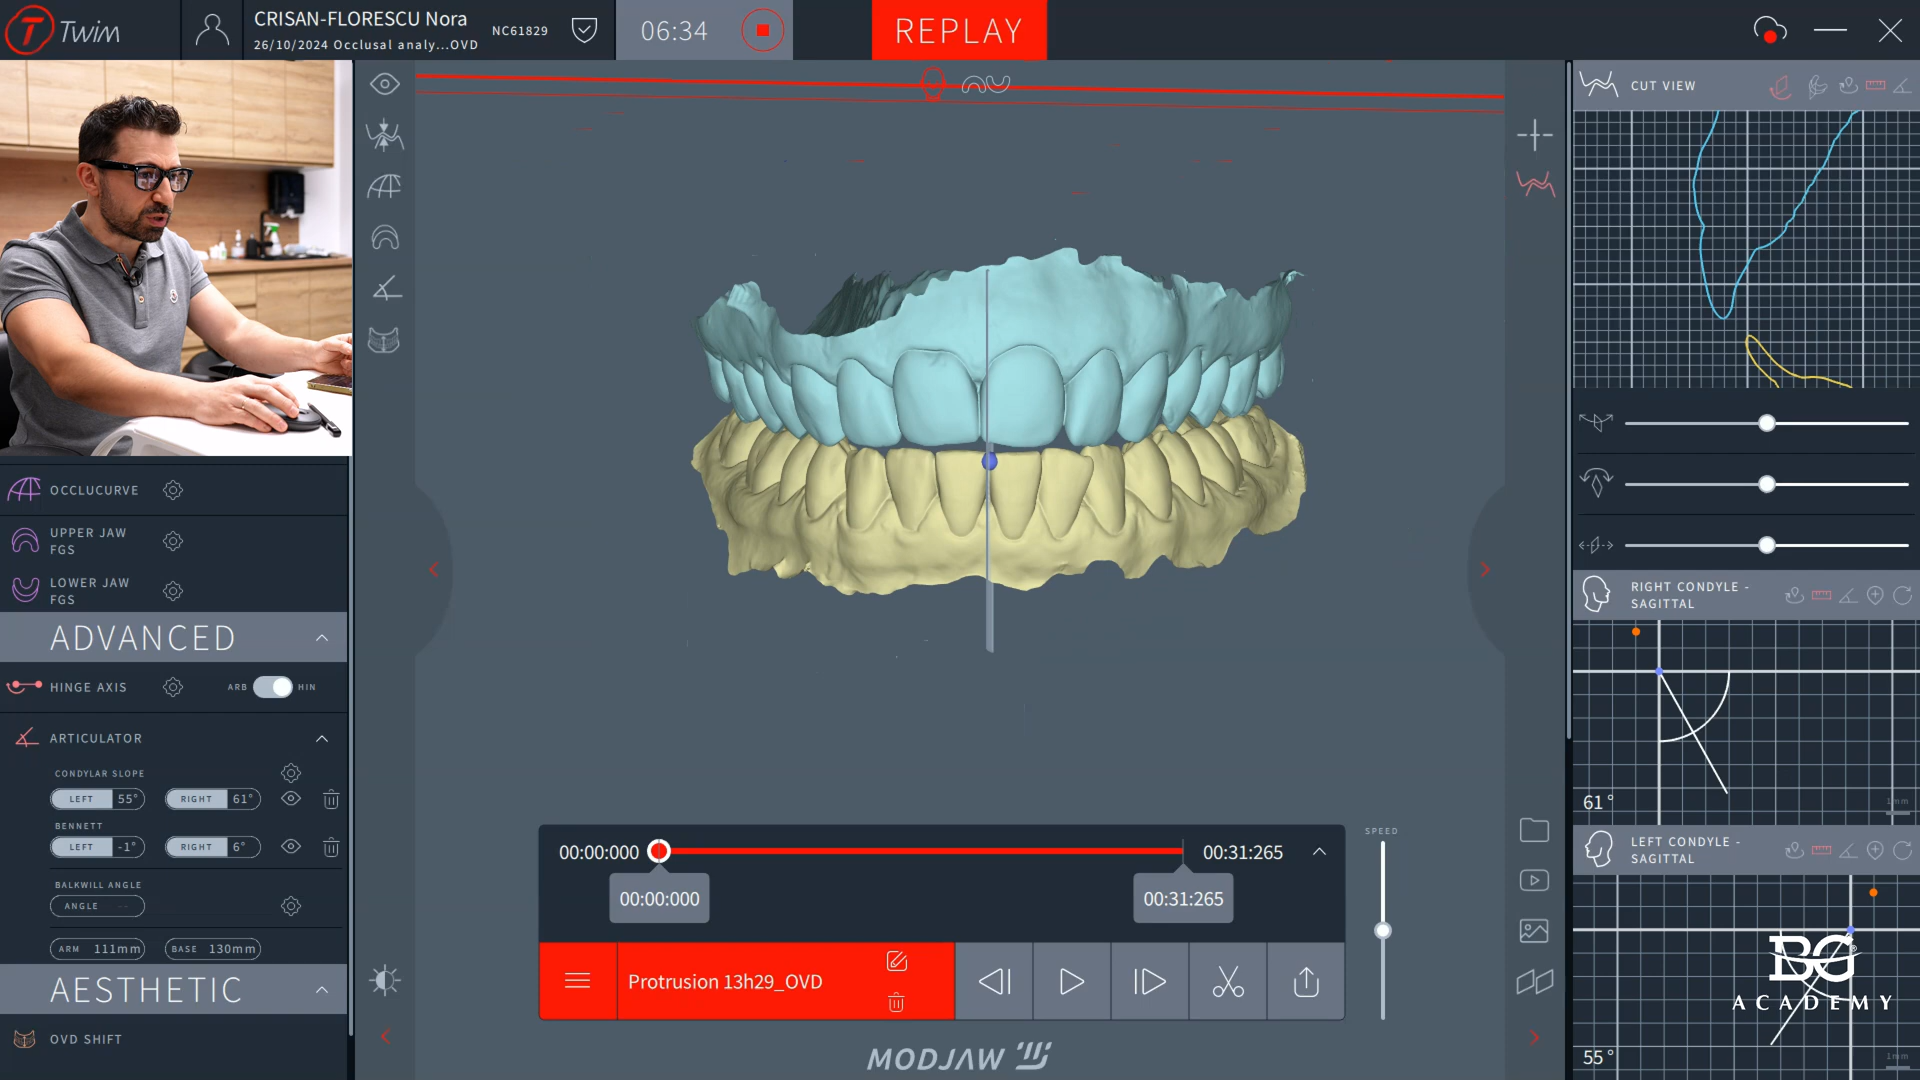 T Twim
CRISAN-FLORESCU Nora
26/10/2024 Occlusal analy...OVD
NC61829
06:34
REPLAY
CUT VIEW
OCCLUCURVE
UPPER JAW
FGS
LOWER JAW
FGS
ADVANCED
HINGE AXIS
ARB
HIN
ARTICULATOR
CONDYLAR SLOPE
LEFT 55°
RIGHT 61°
BENNETT
LEFT -1°
RIGHT 6°
BALKWILL ANGLE
ANGLE --
ARM 111mm
BASE 130mm
AESTHETIC
OVD SHIFT
00:00:000
00:31:265
00:00:000
00:31:265
SPEED
Protrusion 13h29_OVD
MODJAW
RIGHT CONDYLE -
SAGITTAL
61°
1mm
LEFT CONDYLE -
SAGITTAL
BG®
ACADEMY
55°
1mm